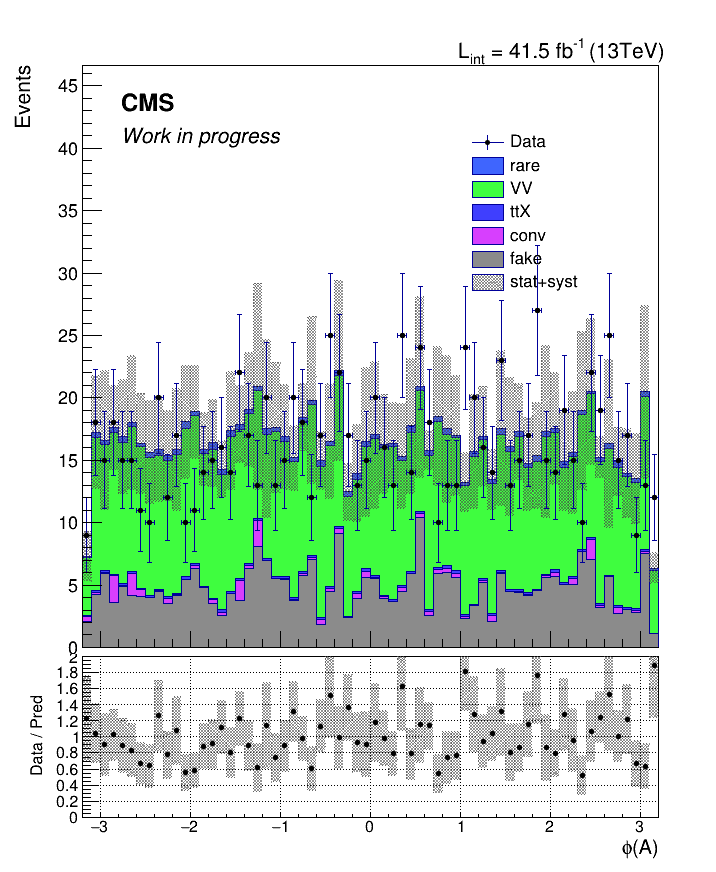 L_int = 41.5 fb^-1 (13TeV)
Events
CMS
Work in progress
Data
rare
VV
ttX
conv
fake
stat+syst
45
40
35
30
25
20
15
10
5
0
Data / Pred
2
1.8
1.6
1.4
1.2
1
0.8
0.6
0.4
0.2
0
−3 −2 −1 0 1 2 3
ϕ(A)